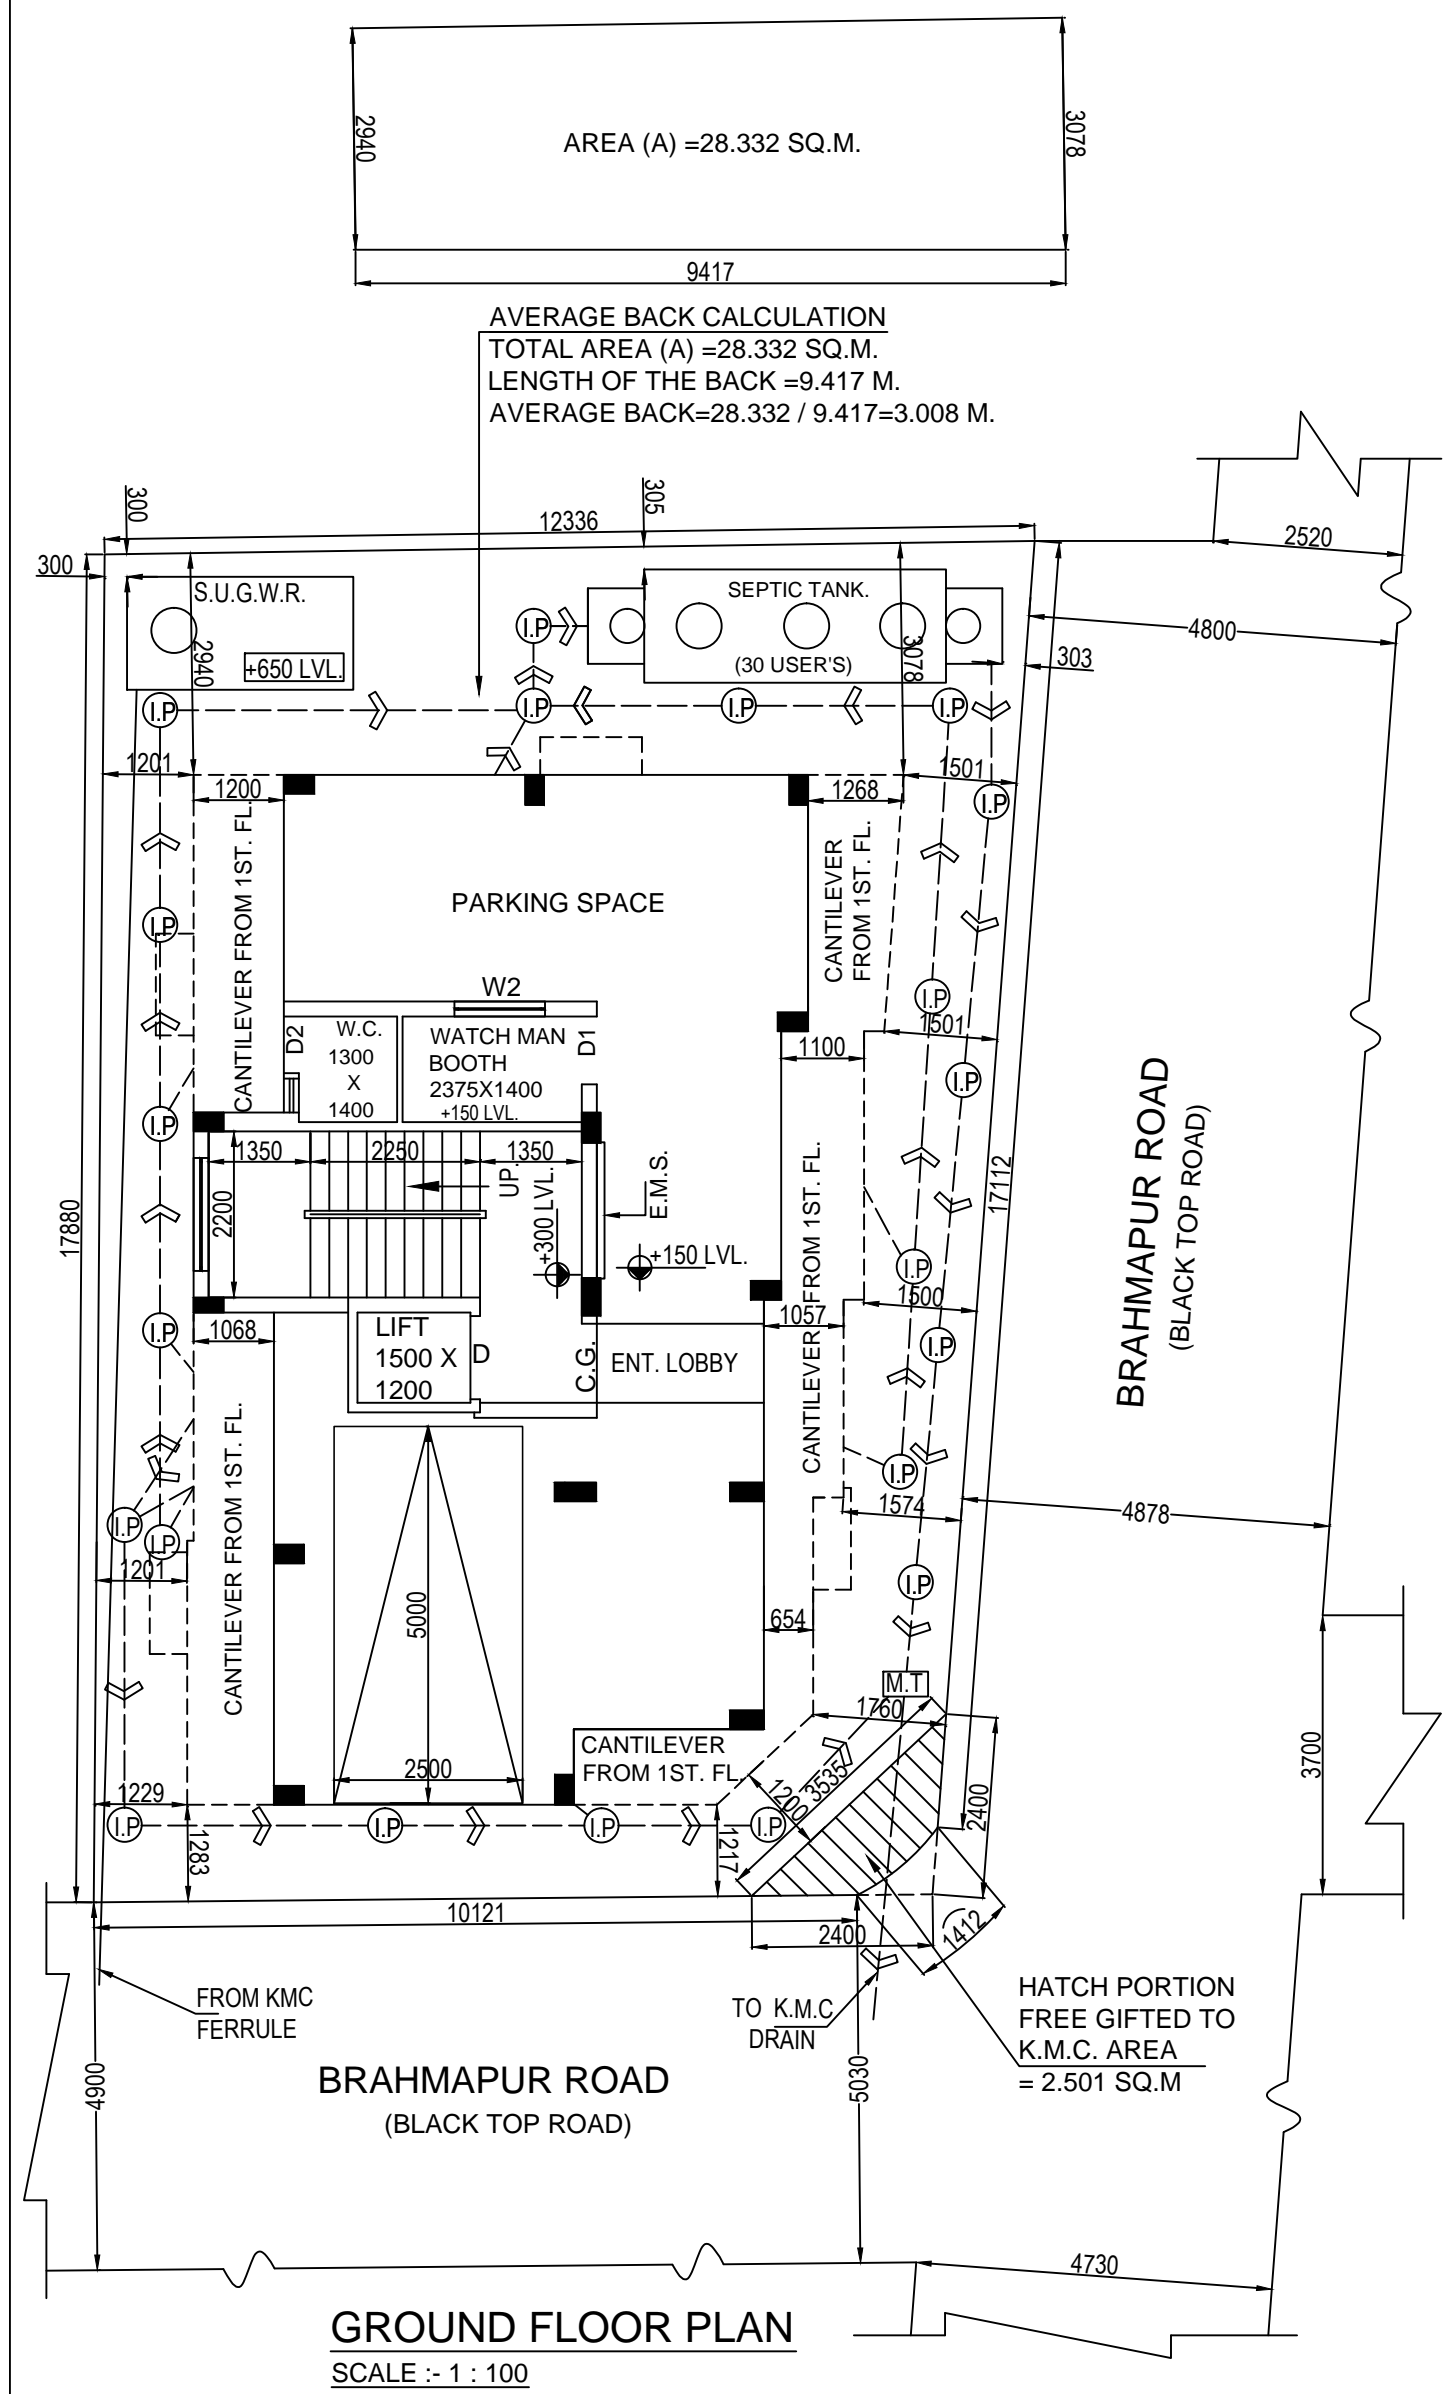 2940
AREA (A) =28.332 SQ.M.
3078
9417
AVERAGE BACK CALCULATION
TOTAL AREA (A) =28.332 SQ.M.
LENGTH OF THE BACK =9.417 M.
AVERAGE BACK=28.332 / 9.417=3.008 M.
300
305
12336
2520
300
S.U.G.W.R.
2940
+650 LVL.
SEPTIC TANK.
(30 USER'S)
3078
I.P
4800
303
I.P
I.P
I.P
I.P
1201
1501
1200
1268
I.P
CANTILEVER FROM 1ST. FL.
CANTILEVER
FROM 1ST. FL.
PARKING SPACE
I.P
W2
I.P
1501
D2
W.C.
1300
X
1400
WATCH MAN
BOOTH
2375X1400
+150 LVL.
D1
1100
I.P
I.P
1350
2250
1350
UP.
2200
+300 LVL.
E.M.S.
+150 LVL.
CANTILEVER FROM 1ST. FL.
17880
17112
BRAHMAPUR ROAD
(BLACK TOP ROAD)
I.P
1500
I.P
1068
LIFT
1500 X
1200
D
C.G.
ENT. LOBBY
1057
I.P
CANTILEVER FROM 1ST. FL.
I.P
1574
4878
I.P
I.P
1201
I.P
5000
654
M.T
1760
CANTILEVER
FROM 1ST. FL.
2500
1200
3535
2400
3700
1229
I.P
I.P
I.P
I.P
1283
1217
10121
2400
1412
FROM KMC
FERRULE
TO K.M.C
DRAIN
HATCH PORTION
FREE GIFTED TO
K.M.C. AREA
= 2.501 SQ.M
4900
5030
BRAHMAPUR ROAD
(BLACK TOP ROAD)
4730
GROUND FLOOR PLAN
SCALE :- 1 : 100